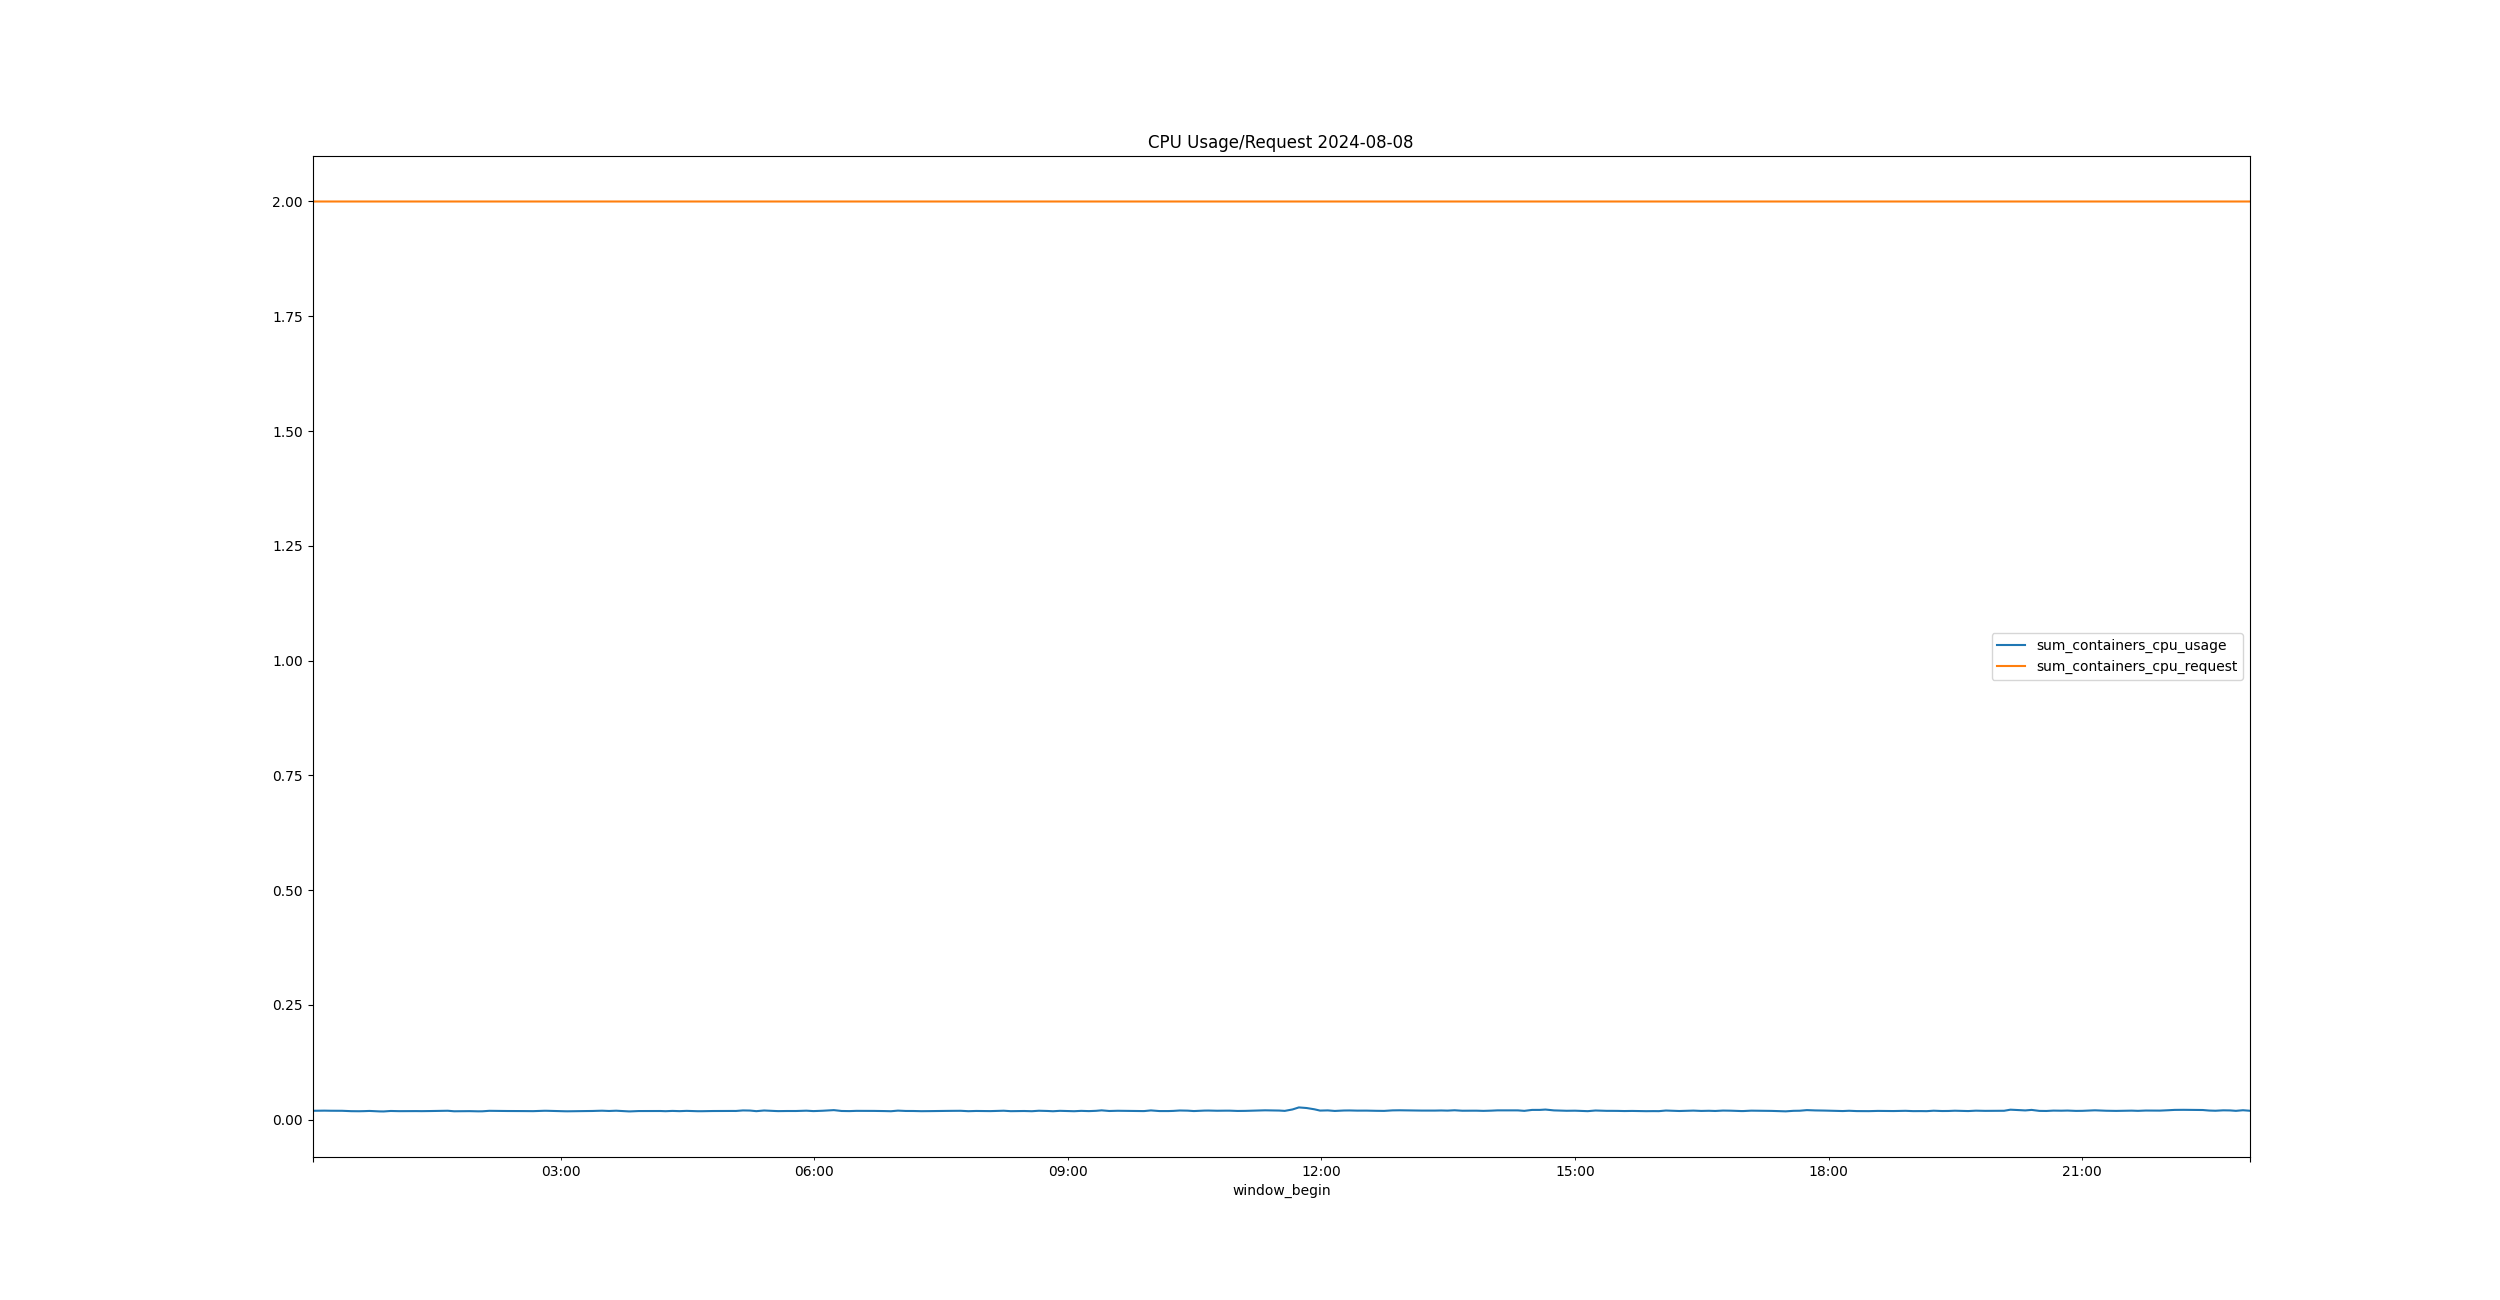 CPU Usage/Request 2024-08-08
2.00
1.75
1.50
1.25
1.00
0.75
0.50
0.25
0.00
sum_containers_cpu_usage
sum_containers_cpu_request
03:00 06:00 09:00 12:00 15:00 18:00 21:00
window_begin